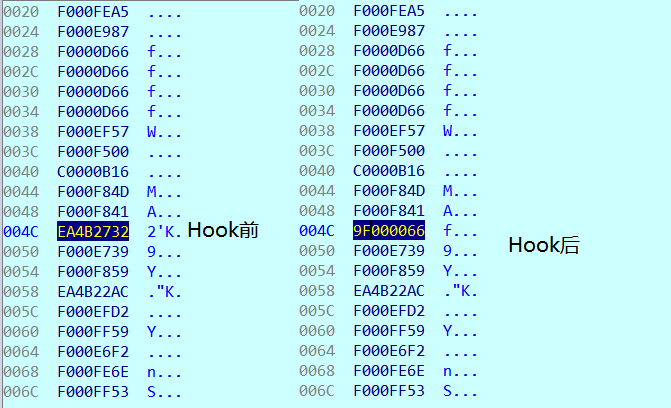 0020 F000FEA5 .... 0020 F000FEA5 ....
0024 F000E987 .... 0024 F000E987 ....
0028 F0000D66 f... 0028 F0000D66 f...
002C F0000D66 f... 002C F0000D66 f...
0030 F0000D66 f... 0030 F0000D66 f...
0034 F0000D66 f... 0034 F0000D66 f...
0038 F000EF57 W... 0038 F000EF57 W...
003C F000F500 .... 003C F000F500 ....
0040 C0000B16 .... 0040 C0000B16 ....
0044 F000F84D M... 0044 F000F84D M...
0048 F000F841 A... 0048 F000F841 A...
004C EA4B2732 2'K. Hook前 004C 9F000066 f...
0050 F000E739 9... 0050 F000E739 9... Hook后
0054 F000F859 Y... 0054 F000F859 Y...
0058 EA4B22AC ."K. 0058 EA4B22AC ."K.
005C F000EFD2 .... 005C F000EFD2 ....
0060 F000FF59 Y... 0060 F000FF59 Y...
0064 F000E6F2 .... 0064 F000E6F2 ....
0068 F000FE6E n... 0068 F000FE6E n...
006C F000FF53 S... 006C F000FF53 S...